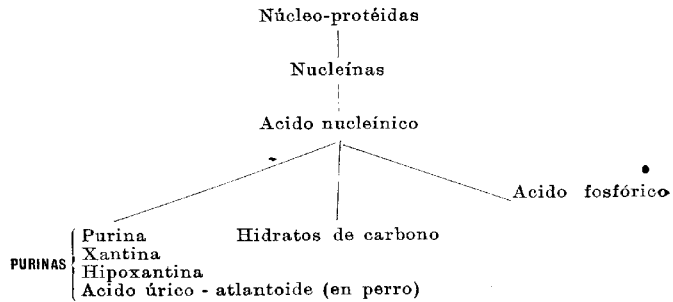 Núcleo-protéidas
Nucleínas
Acido nucleínico
Acido fosfórico
PURINAS
Purina
Hidratos de carbono
Xantina
Hipoxantina
Acido úrico - atlantoide (en perro)